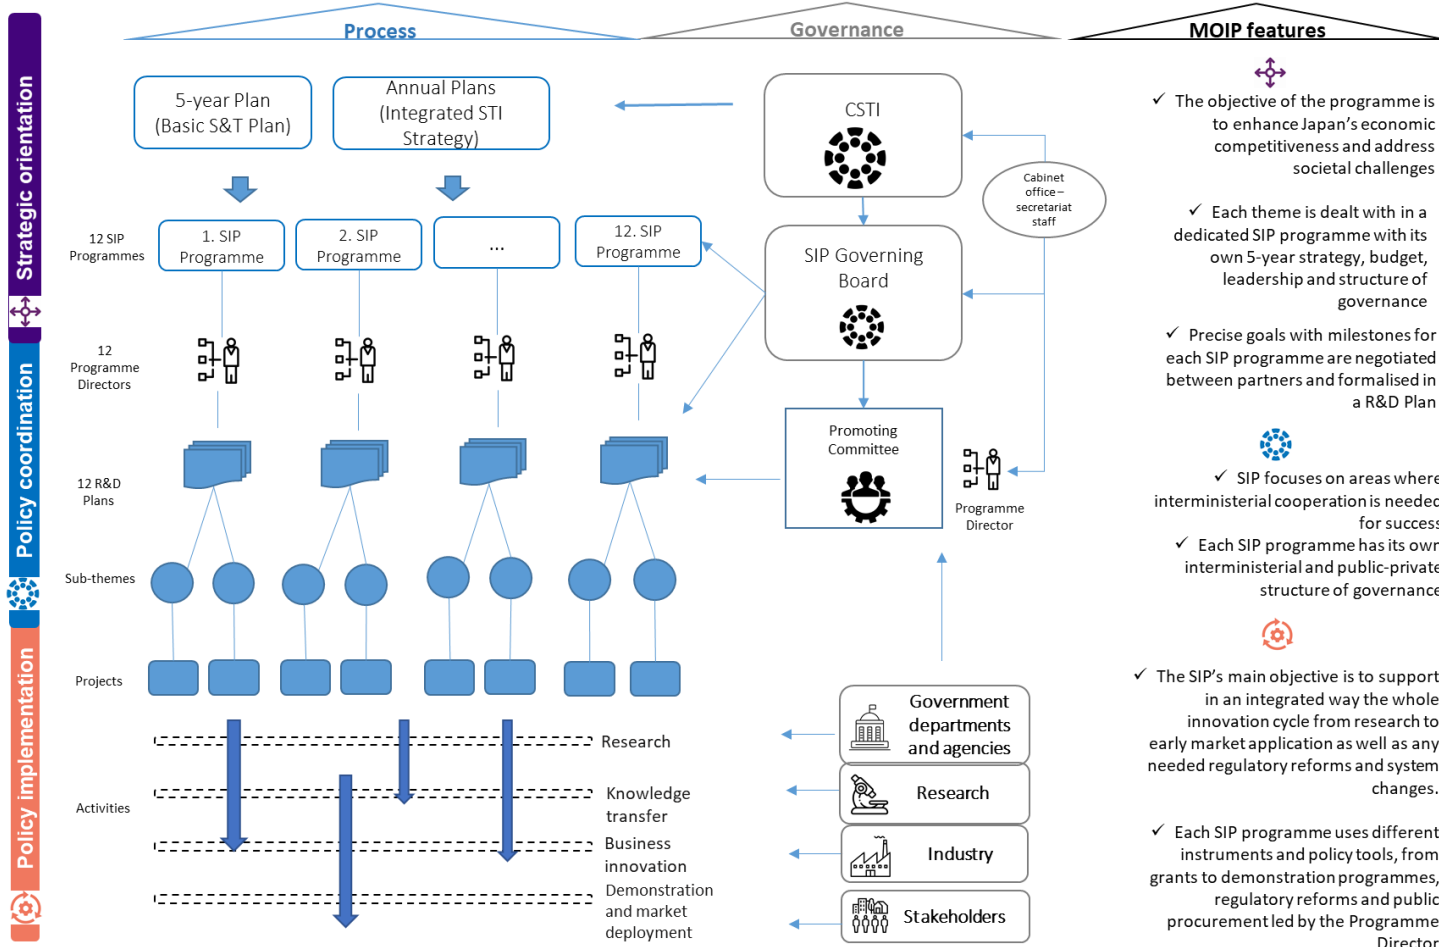 Process
Governance
MOIP features
Strategic orientation
Policy coordination
Policy implementation
5-year Plan
(Basic S&T Plan)
Annual Plans
(Integrated STI
Strategy)
12 SIP
Programmes
1. SIP
Programme
2. SIP
Programme
...
12. SIP
Programme
12
Programme
Directors
12 R&D
Plans
Sub-themes
Projects
Activities
Research
Knowledge
transfer
Business
innovation
Demonstration
and market
deployment
CSTI
Cabinet
office –
secretariat
staff
SIP Governing
Board
Promoting
Committee
Programme
Director
Government
departments
and agencies
Research
Industry
Stakeholders
✓ The objective of the programme is
to enhance Japan's economic
competitiveness and address
societal challenges
✓ Each theme is dealt with in a
dedicated SIP programme with its
own 5-year strategy, budget,
leadership and structure of
governance
✓ Precise goals with milestones for
each SIP programme are negotiated
between partners and formalised in
a R&D Plan
✓ SIP focuses on areas where
interministerial cooperation is needed
for success
✓ Each SIP programme has its own
interministerial and public-private
structure of governance
✓ The SIP's main objective is to support
in an integrated way the whole
innovation cycle from research to
early market application as well as any
needed regulatory reforms and system
changes.
✓ Each SIP programme uses different
instruments and policy tools, from
grants to demonstration programmes,
regulatory reforms and public
procurement led by the Programme
Director